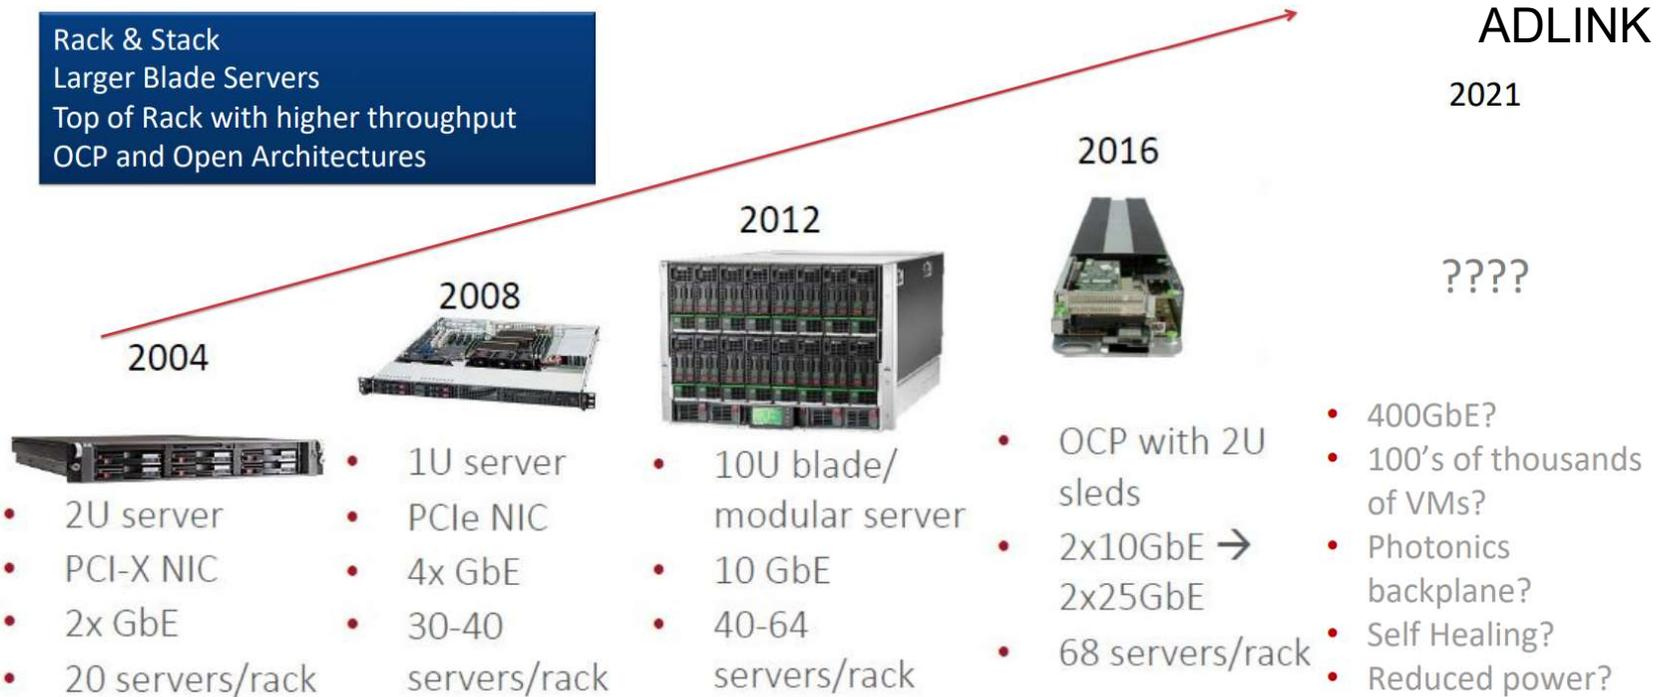 Rack & Stack
Larger Blade Servers
Top of Rack with higher throughput
OCP and Open Architectures
ADLINK
2004
• 2U server
• PCI-X NIC
• 2x GbE
• 20 servers/rack
2008
• 1U server
• PCIe NIC
• 4x GbE
• 30-40
servers/rack
2012
• 10U blade/
modular server
• 10 GbE
• 40-64
servers/rack
2016
• OCP with 2U
sleds
• 2x10GbE →
2x25GbE
• 68 servers/rack
2021
????
• 400GbE?
• 100's of thousands
of VMs?
• Photonics
backplane?
• Self Healing?
• Reduced power?